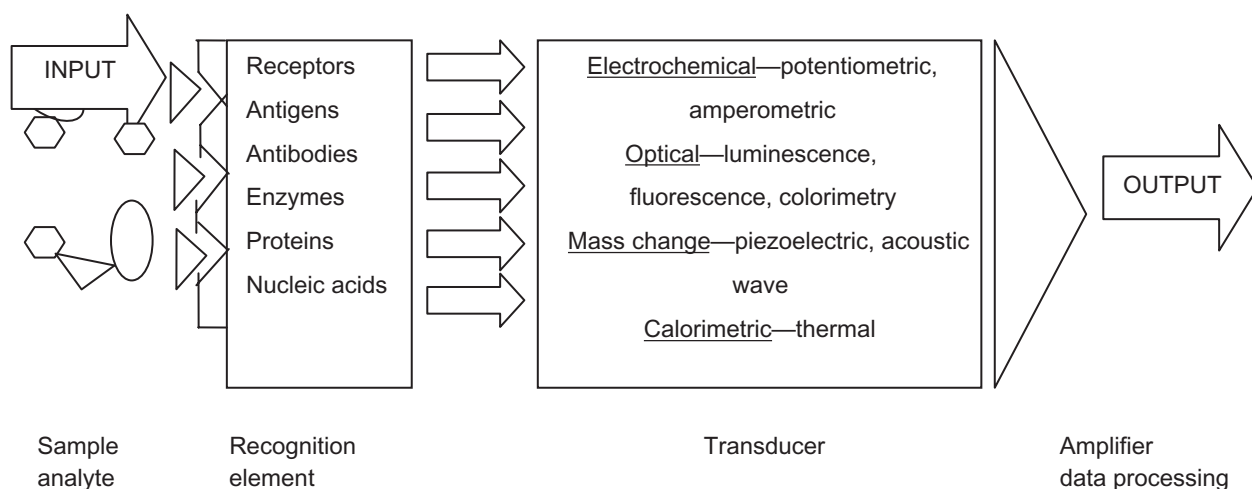 INPUT
Receptors
Antigens
Antibodies
Enzymes
Proteins
Nucleic acids
Electrochemical—potentiometric,
amperometric
Optical—luminescence,
fluorescence, colorimetry
Mass change—piezoelectric, acoustic
wave
Calorimetric—thermal
OUTPUT
Sample
analyte
Recognition
element
Transducer
Amplifier
data processing